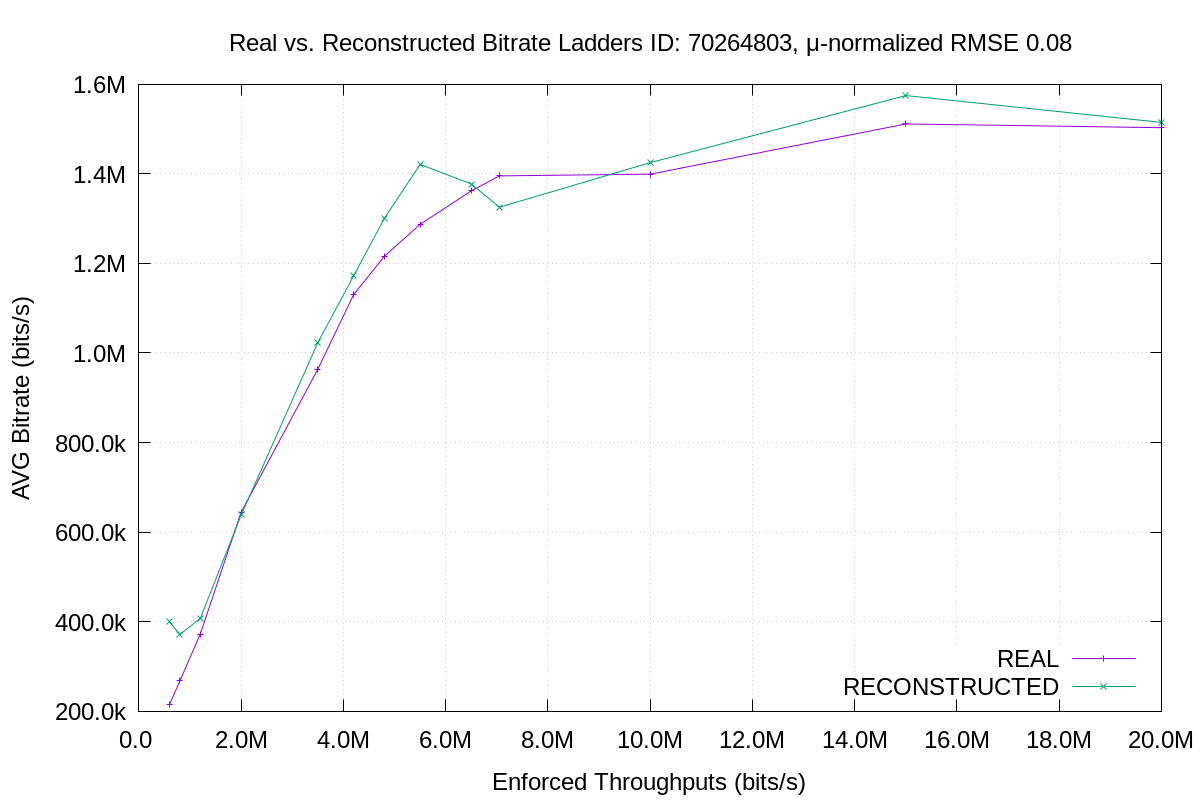 Real vs. Reconstructed Bitrate Ladders ID: 70264803, μ-normalized RMSE 0.08
1.6M
1.4M
1.2M
1.0M
800.0k
600.0k
400.0k
200.0k
AVG Bitrate (bits/s)
REAL
RECONSTRUCTED
0.0 2.0M 4.0M 6.0M 8.0M 10.0M 12.0M 14.0M 16.0M 18.0M 20.0M
Enforced Throughputs (bits/s)